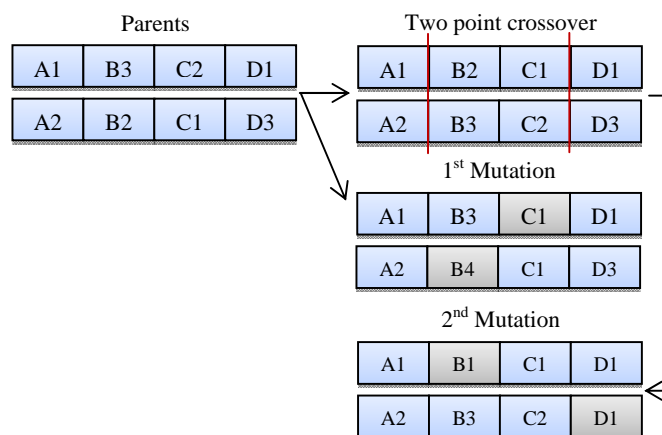 Parents
A1 B3 C2 D1
A2 B2 C1 D3
Two point crossover
A1 B2 C1 D1
A2 B3 C2 D3
1st Mutation
A1 B3 C1 D1
A2 B4 C1 D3
2nd Mutation
A1 B1 C1 D1
A2 B3 C2 D1